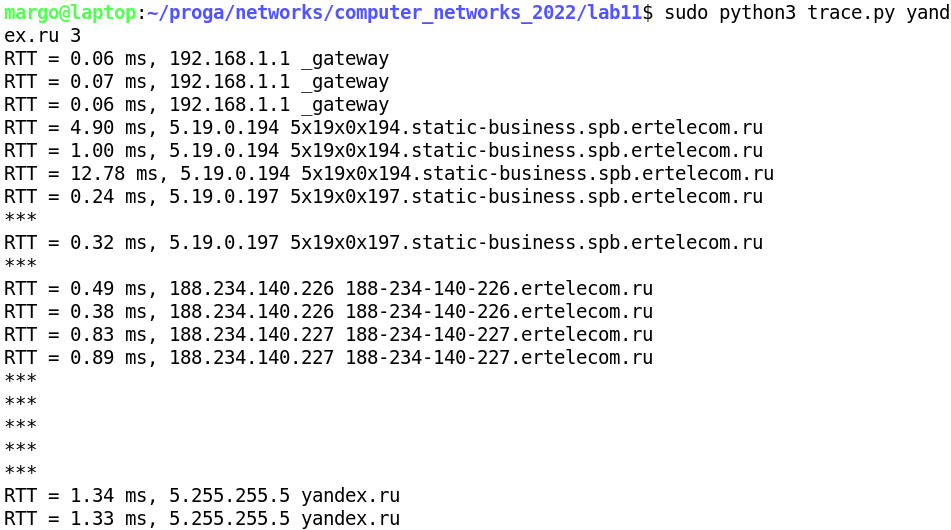 margo@laptop:~/proga/networks/computer_networks_2022/lab11$ sudo python3 trace.py yand
ex.ru 3
RTT = 0.06 ms, 192.168.1.1 _gateway
RTT = 0.07 ms, 192.168.1.1 _gateway
RTT = 0.06 ms, 192.168.1.1 _gateway
RTT = 4.90 ms, 5.19.0.194 5x19x0x194.static-business.spb.ertelecom.ru
RTT = 1.00 ms, 5.19.0.194 5x19x0x194.static-business.spb.ertelecom.ru
RTT = 12.78 ms, 5.19.0.194 5x19x0x194.static-business.spb.ertelecom.ru
RTT = 0.24 ms, 5.19.0.197 5x19x0x197.static-business.spb.ertelecom.ru
***
RTT = 0.32 ms, 5.19.0.197 5x19x0x197.static-business.spb.ertelecom.ru
***
RTT = 0.49 ms, 188.234.140.226 188-234-140-226.ertelecom.ru
RTT = 0.38 ms, 188.234.140.226 188-234-140-226.ertelecom.ru
RTT = 0.83 ms, 188.234.140.227 188-234-140-227.ertelecom.ru
RTT = 0.89 ms, 188.234.140.227 188-234-140-227.ertelecom.ru
***
***
***
***
***
RTT = 1.34 ms, 5.255.255.5 yandex.ru
RTT = 1.33 ms, 5.255.255.5 yandex.ru